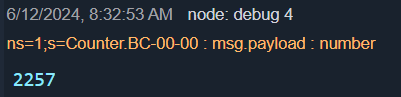 6/12/2024, 8:32:53 AM node: debug 4
ns=1;s=Counter.BC-00-00 : msg.payload : number
2257